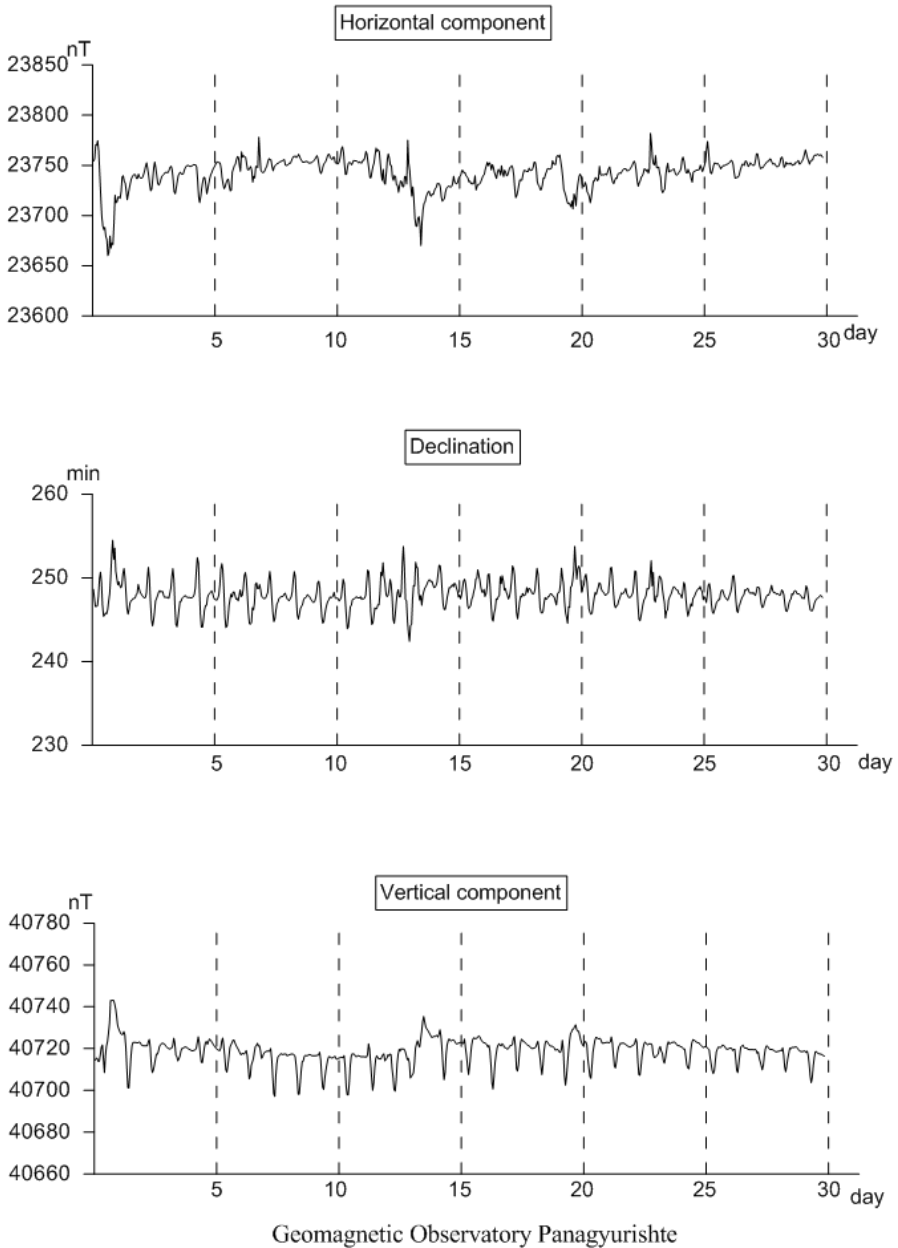 Horizontal component
nT
23850
23800
23750
23700
23650
23600
5 10 15 20 25 30 day
Declination
min
260
250
240
230
5 10 15 20 25 30 day
Vertical component
nT
40780
40760
40740
40720
40700
40680
40660
5 10 15 20 25 30 day
Geomagnetic Observatory Panagyurishte